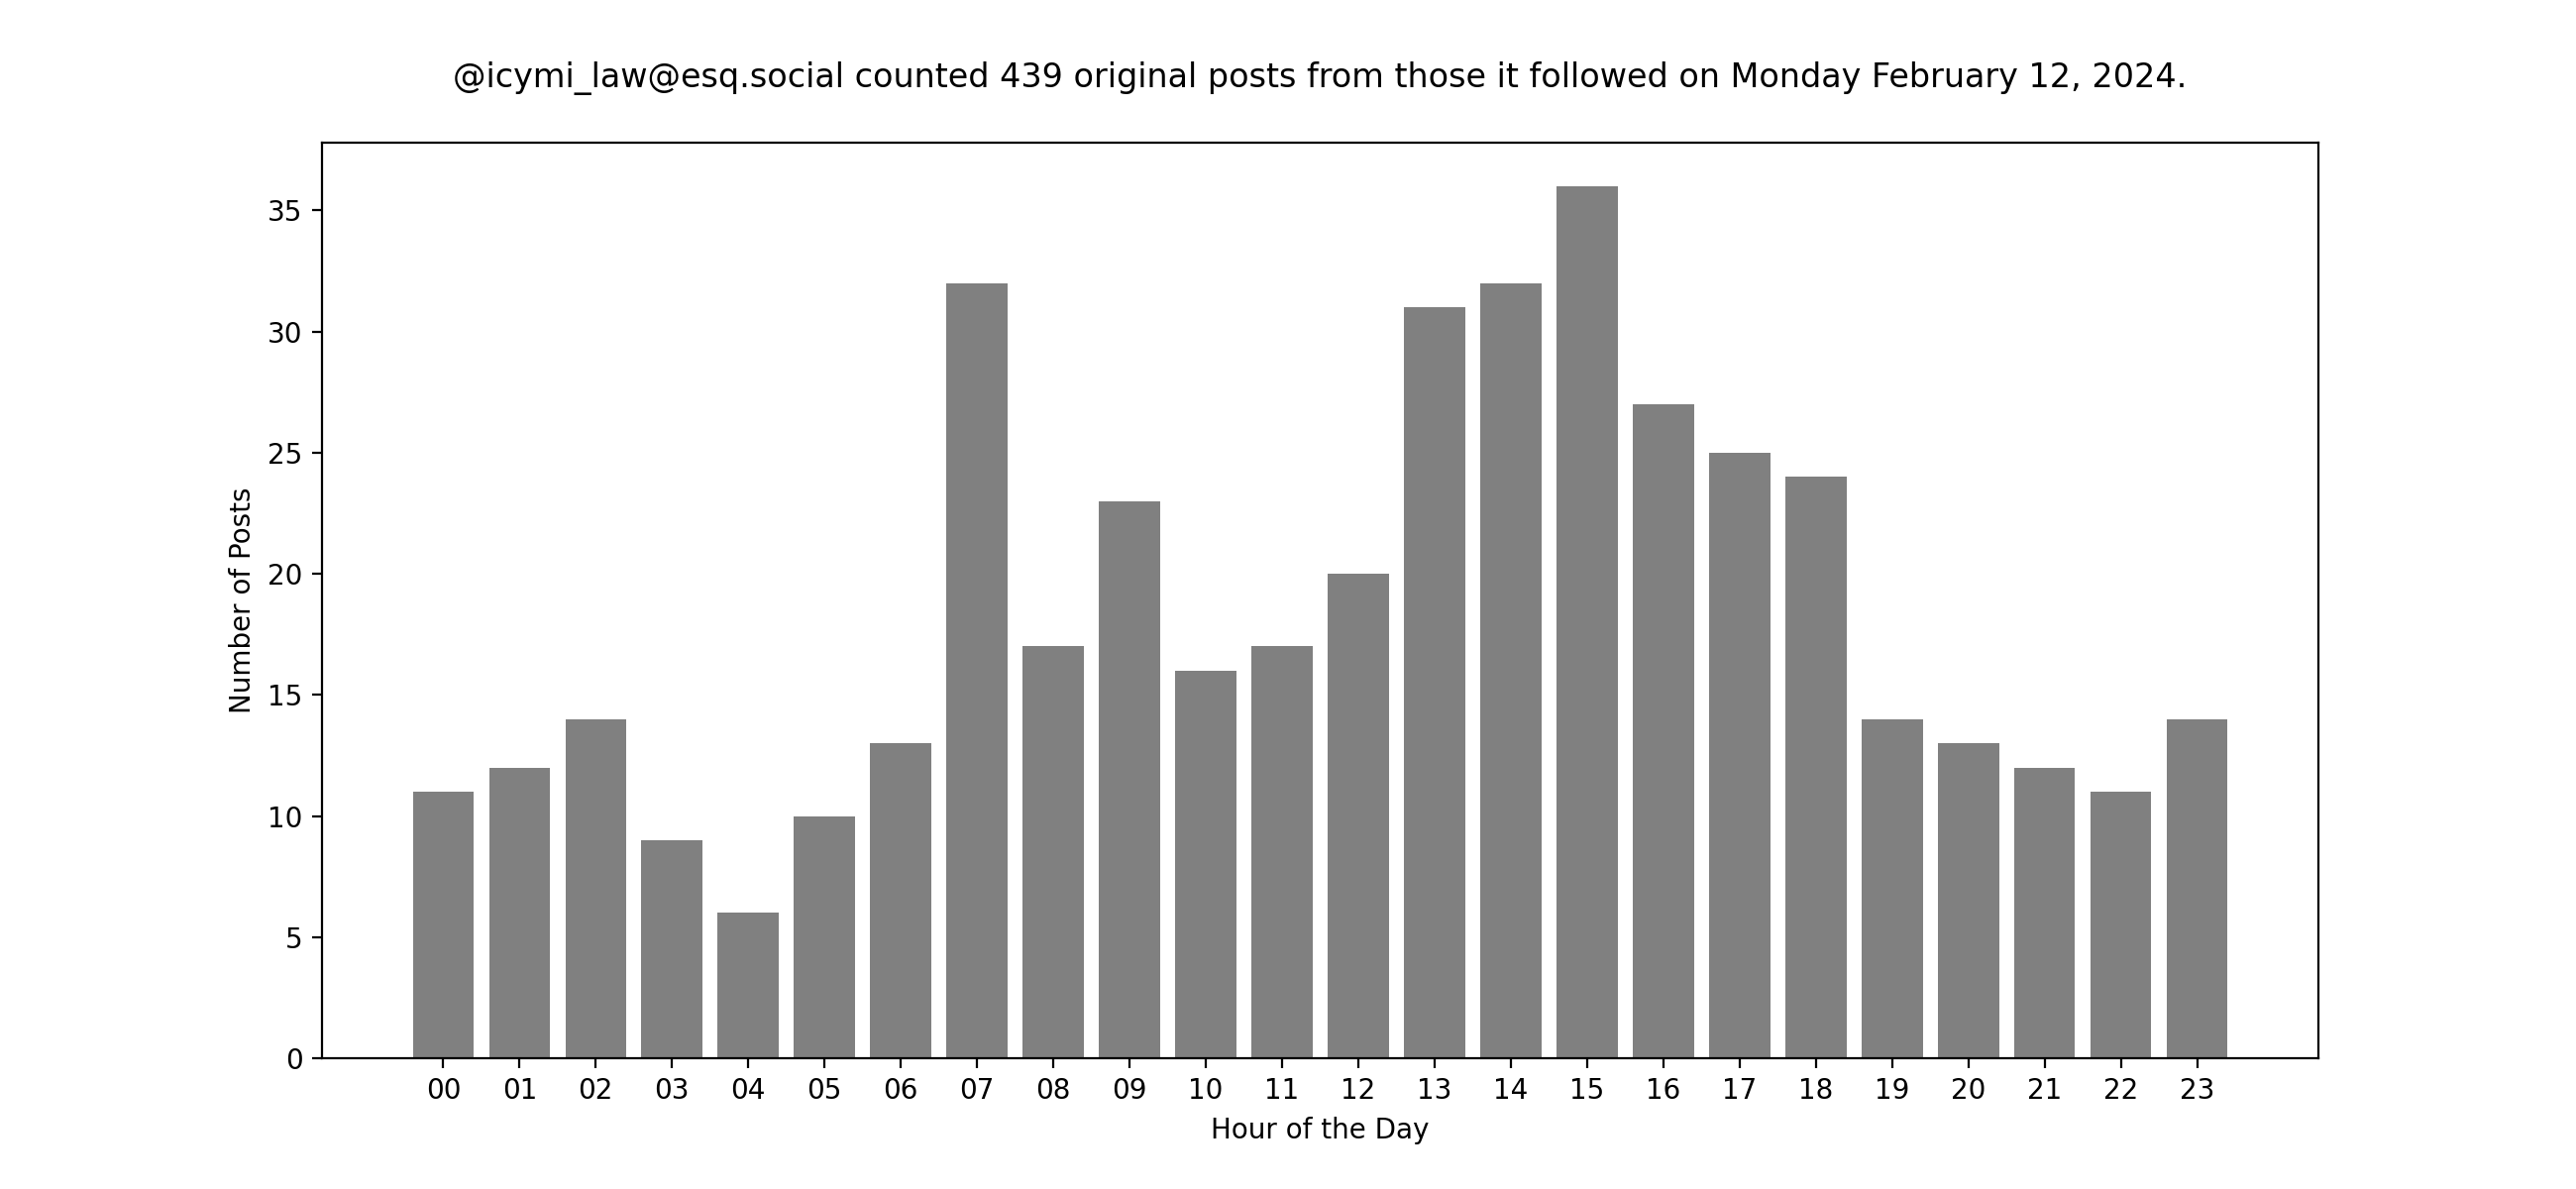 @icymi_law@esq.social counted 439 original posts from those it followed on Monday February 12, 2024.
35
30
25
20
15
10
5
0
Number of Posts
00 01 02 03 04 05 06 07 08 09 10 11 12 13 14 15 16 17 18 19 20 21 22 23
Hour of the Day